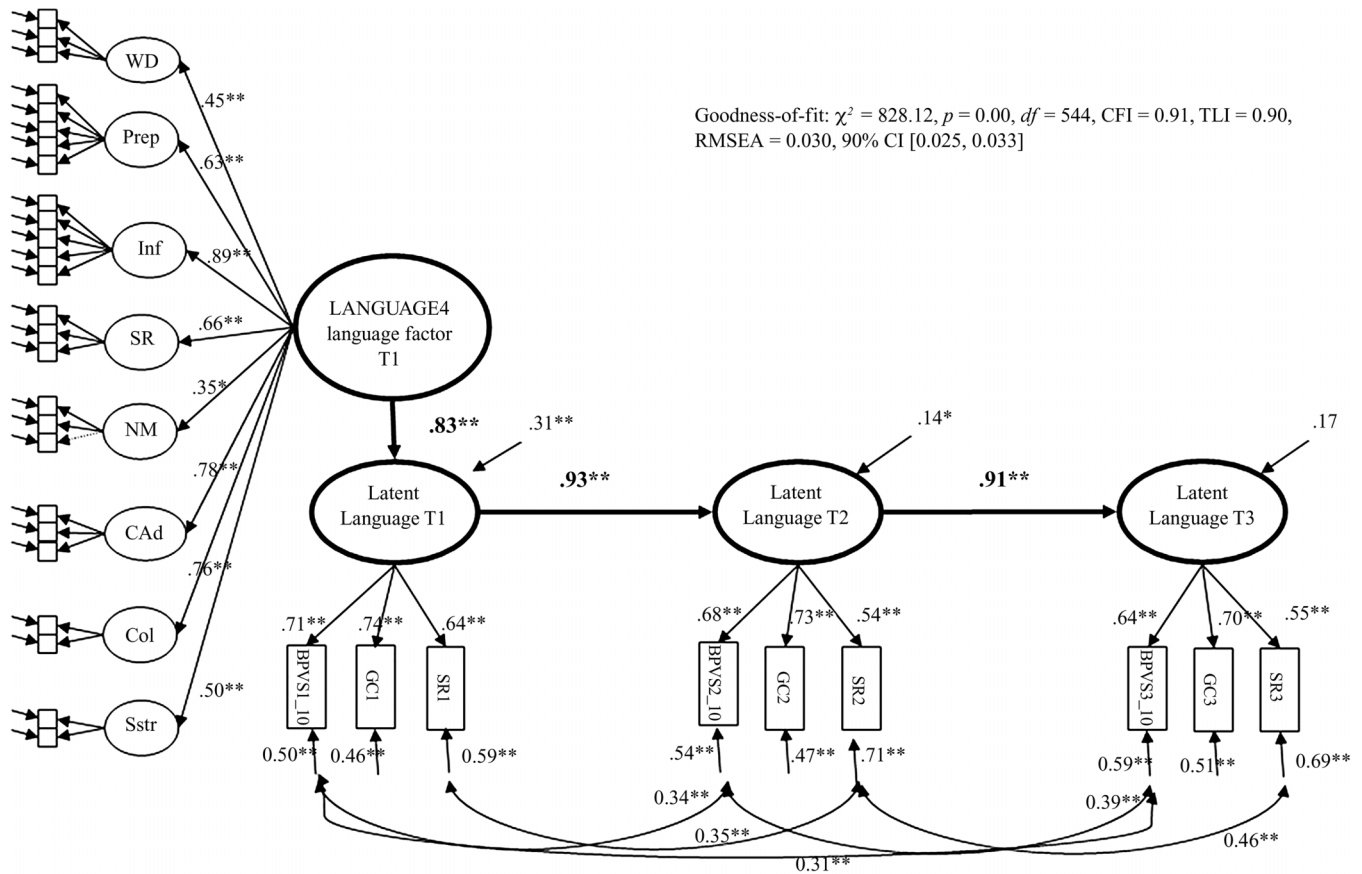 WD
.45**
Goodness-of-fit: χ² = 828.12, p = 0.00, df = 544, CFI = 0.91, TLI = 0.90,
RMSEA = 0.030, 90% CI [0.025, 0.033]
Prep
.63**
Inf
.89**
LANGUAGE4
language factor
T1
SR
.66**
.35*
NM
.83**
.31**
.14*
.17
.78**
.93**
.91**
Latent
Language T1
Latent
Language T2
Latent
Language T3
CAd
.76**
Col
.71**
.74**
.64**
.68**
.73**
.54**
.64**
.70**
.55**
BPVS1_10
GC1
SR1
BPVS2_10
GC2
SR2
BPVS3_10
GC3
SR3
.50**
Sstr
0.50**
0.46**
0.59**
.54**
.47**
.71**
0.59**
0.51**
0.69**
0.34**
0.39**
0.35**
0.46**
0.31**